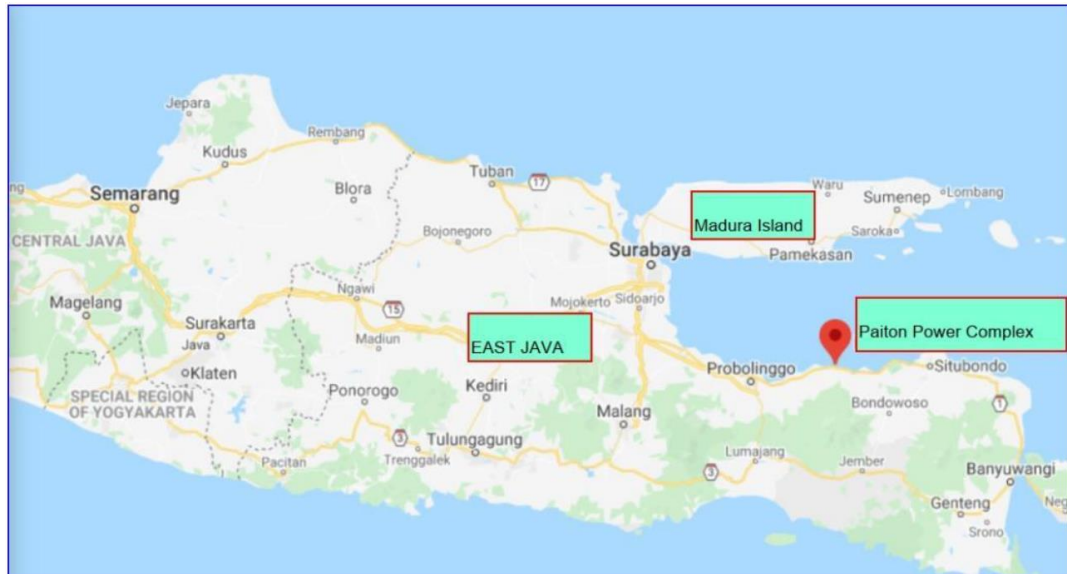 Jepara
Rembang
Kudus
Tuban
17
Blora
Semarang
Waru
Lombang
Sumenep
Madura Island
Saroka
CENTRAL JAVA
Bojonegoro
Surabaya
Pamekasan
Ngawi
Magelang
15
Mojokerto
Sidoarjo
Paiton Power Complex
Surakarta
Java
Madiun
EAST JAVA
Klaten
Probolinggo
Situbondo
SPECIAL REGION
OF YOGYAKARTA
Ponorogo
Kediri
Malang
Bondowoso
1
3
Tulungagung
Trenggalek
Pacitan
Lumajang
3
Jember
Banyuwangi
Genteng
Srono